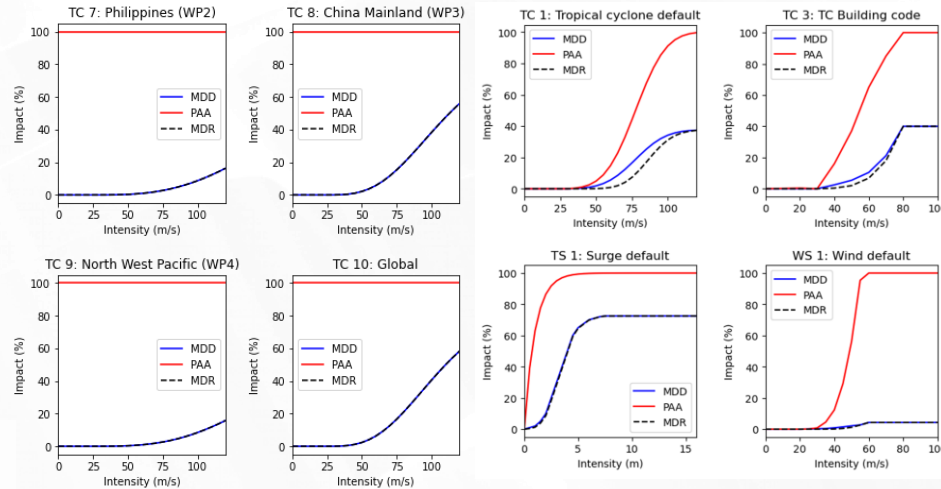 TC 7: Philippines (WP2)
100
80
60
40
20
0
Impact (%)
MDD
PAA
MDR
0 25 50 75 100
Intensity (m/s)
TC 8: China Mainland (WP3)
100
80
60
40
20
0
Impact (%)
MDD
PAA
MDR
0 25 50 75 100
Intensity (m/s)
TC 1: Tropical cyclone default
100
80
60
40
20
0
Impact (%)
MDD
PAA
MDR
0 25 50 75 100
Intensity (m/s)
TC 3: TC Building code
100
80
60
40
20
0
Impact (%)
MDD
PAA
MDR
0 20 40 60 80 100
Intensity (m/s)
TC 9: North West Pacific (WP4)
100
80
60
40
20
0
Impact (%)
MDD
PAA
MDR
0 25 50 75 100
Intensity (m/s)
TC 10: Global
100
80
60
40
20
0
Impact (%)
MDD
PAA
MDR
0 25 50 75 100
Intensity (m/s)
TS 1: Surge default
100
80
60
40
20
0
Impact (%)
MDD
PAA
MDR
0 5 10 15
Intensity (m)
WS 1: Wind default
100
80
60
40
20
0
Impact (%)
MDD
PAA
MDR
0 20 40 60 80 100
Intensity (m/s)